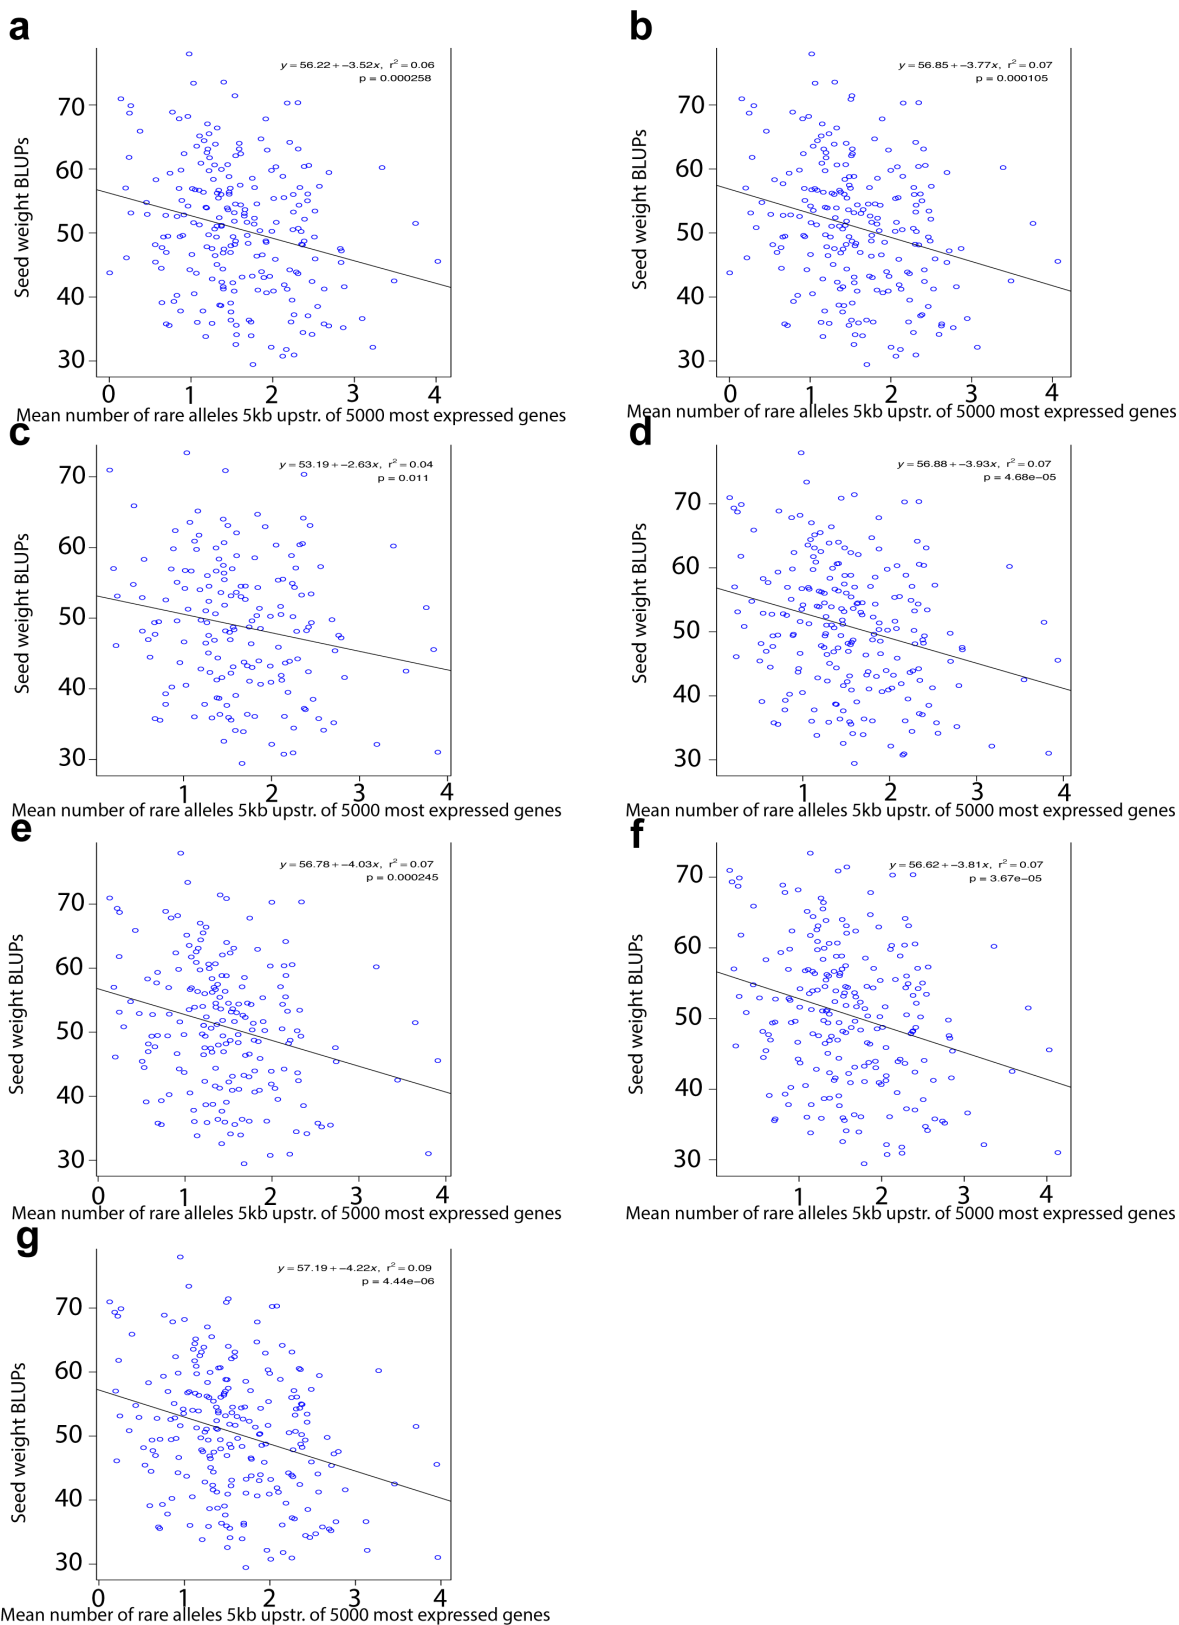 a
y = 56.22 + −3.52x, r² = 0.06
p = 0.000258
Seed weight BLUPs
70
60
50
40
30
0 1 2 3 4
Mean number of rare alleles 5kb upstr. of 5000 most expressed genes
b
y = 56.85 + −3.77x, r² = 0.07
p = 0.000105
Seed weight BLUPs
70
60
50
40
30
0 1 2 3 4
Mean number of rare alleles 5kb upstr. of 5000 most expressed genes
c
y = 53.19 + −2.63x, r² = 0.04
p = 0.011
Seed weight BLUPs
70
60
50
40
30
1 2 3 4
Mean number of rare alleles 5kb upstr. of 5000 most expressed genes
d
y = 56.88 + −3.93x, r² = 0.07
p = 4.68e−05
Seed weight BLUPs
70
60
50
40
30
1 2 3 4
Mean number of rare alleles 5kb upstr. of 5000 most expressed genes
e
y = 56.78 + −4.03x, r² = 0.07
p = 0.000245
Seed weight BLUPs
70
60
50
40
30
0 1 2 3 4
Mean number of rare alleles 5kb upstr. of 5000 most expressed genes
f
y = 56.62 + −3.81x, r² = 0.07
p = 3.67e−05
Seed weight BLUPs
70
60
50
40
30
1 2 3 4
Mean number of rare alleles 5kb upstr. of 5000 most expressed genes
g
y = 57.19 + −4.22x, r² = 0.09
p = 4.44e−06
Seed weight BLUPs
70
60
50
40
30
0 1 2 3 4
Mean number of rare alleles 5kb upstr. of 5000 most expressed genes